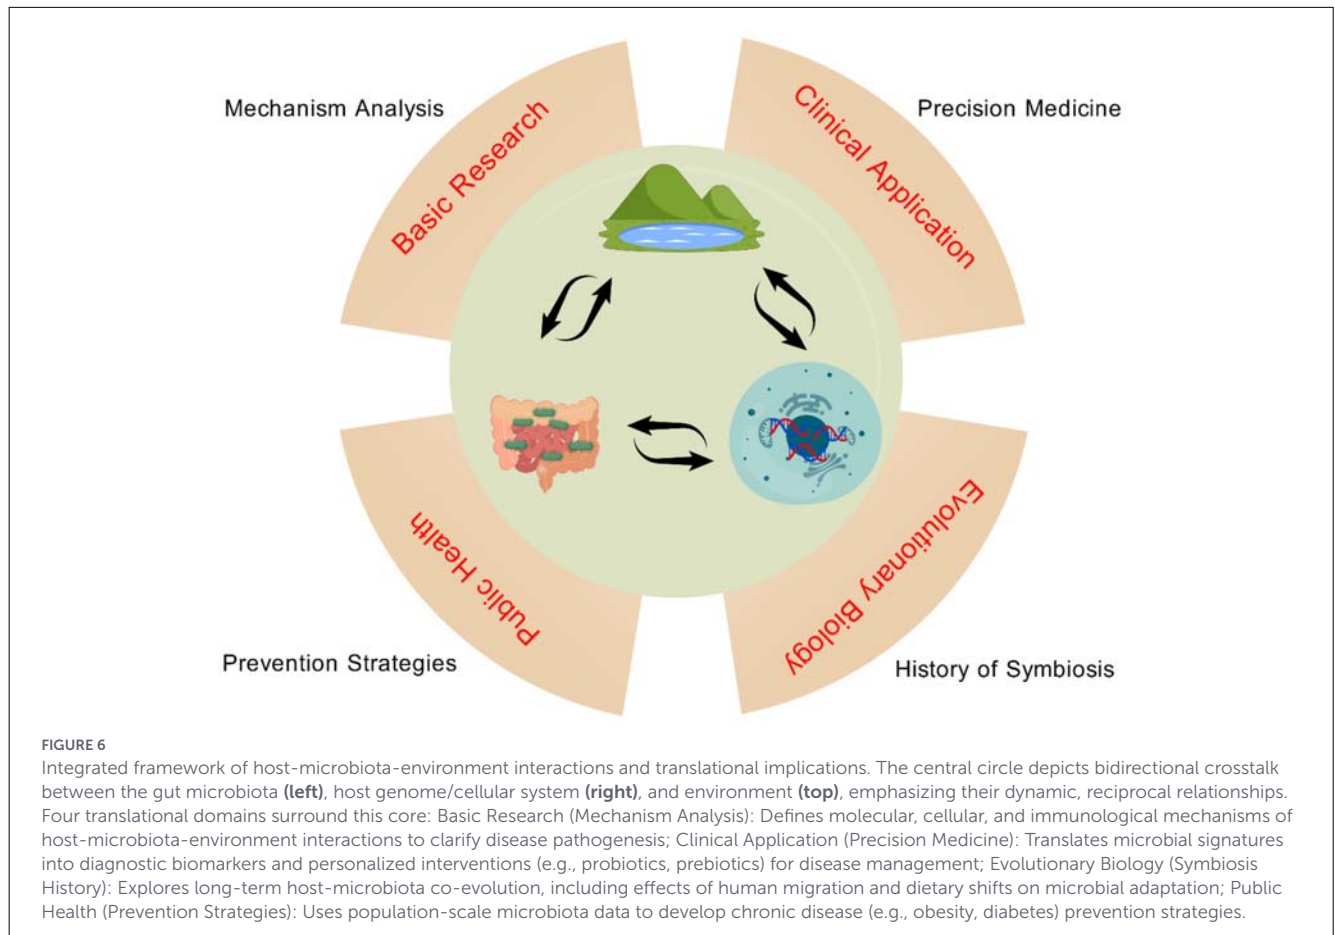 Mechanism Analysis
Basic Research
Clinical Application
Precision Medicine
Public Health
Prevention Strategies
Evolutionary Biology
History of Symbiosis
FIGURE 6
Integrated framework of host-microbiota-environment interactions and translational implications. The central circle depicts bidirectional crosstalk
between the gut microbiota (left), host genome/cellular system (right), and environment (top), emphasizing their dynamic, reciprocal relationships.
Four translational domains surround this core: Basic Research (Mechanism Analysis): Defines molecular, cellular, and immunological mechanisms of
host-microbiota-environment interactions to clarify disease pathogenesis; Clinical Application (Precision Medicine): Translates microbial signatures
into diagnostic biomarkers and personalized interventions (e.g., probiotics, prebiotics) for disease management; Evolutionary Biology (Symbiosis
History): Explores long-term host-microbiota co-evolution, including effects of human migration and dietary shifts on microbial adaptation; Public
Health (Prevention Strategies): Uses population-scale microbiota data to develop chronic disease (e.g., obesity, diabetes) prevention strategies.